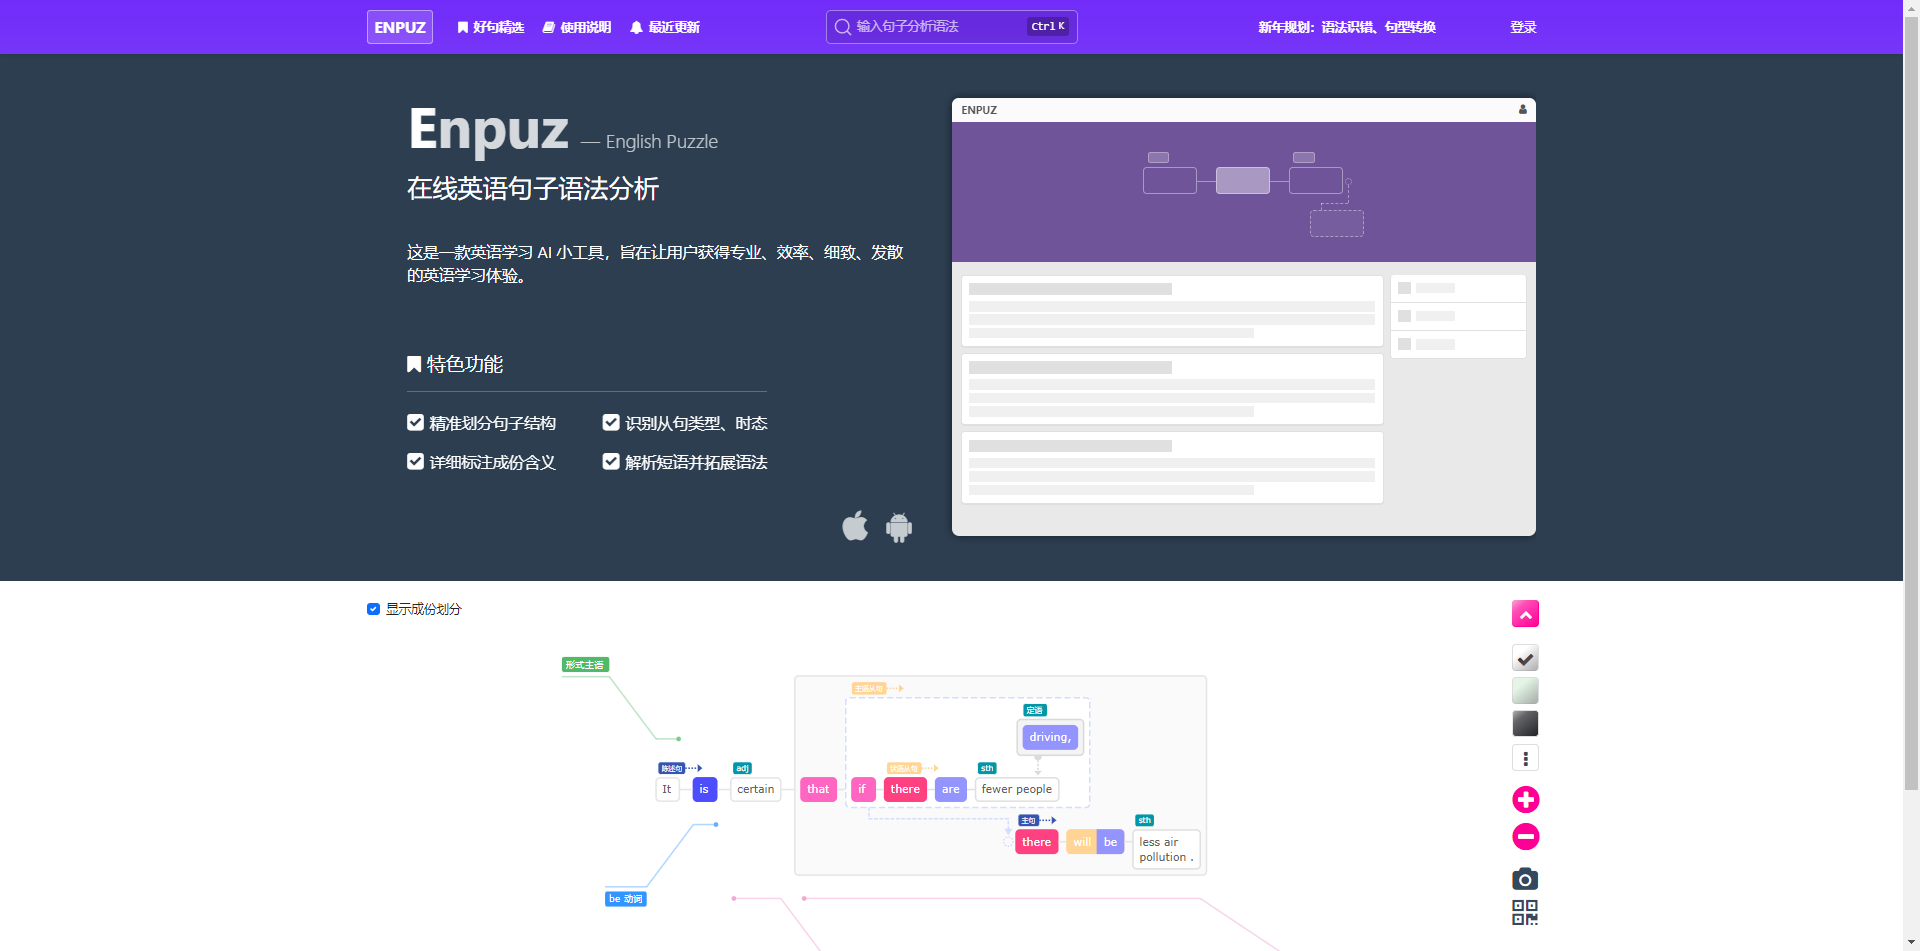 ENPUZ 好句精选 使用说明 最近更新 输入句子分析语法 Ctrl K 新年规划：语法识错、句型转换 登录
Enpuz — English Puzzle
在线英语句子语法分析
这是一款英语学习 AI 小工具，旨在让用户获得专业、效率、细致、发散
的英语学习体验。
特色功能
精准划分句子结构 识别从句类型、时态
详细标注成份含义 解析短语并拓展语法
ENPUZ
显示成份划分
形式主语
主语从句
定语
driving,
陈述句 adj 状语从句 sth
It is certain that if there are fewer people
主句 sth
there will be less air
pollution .
be 动词